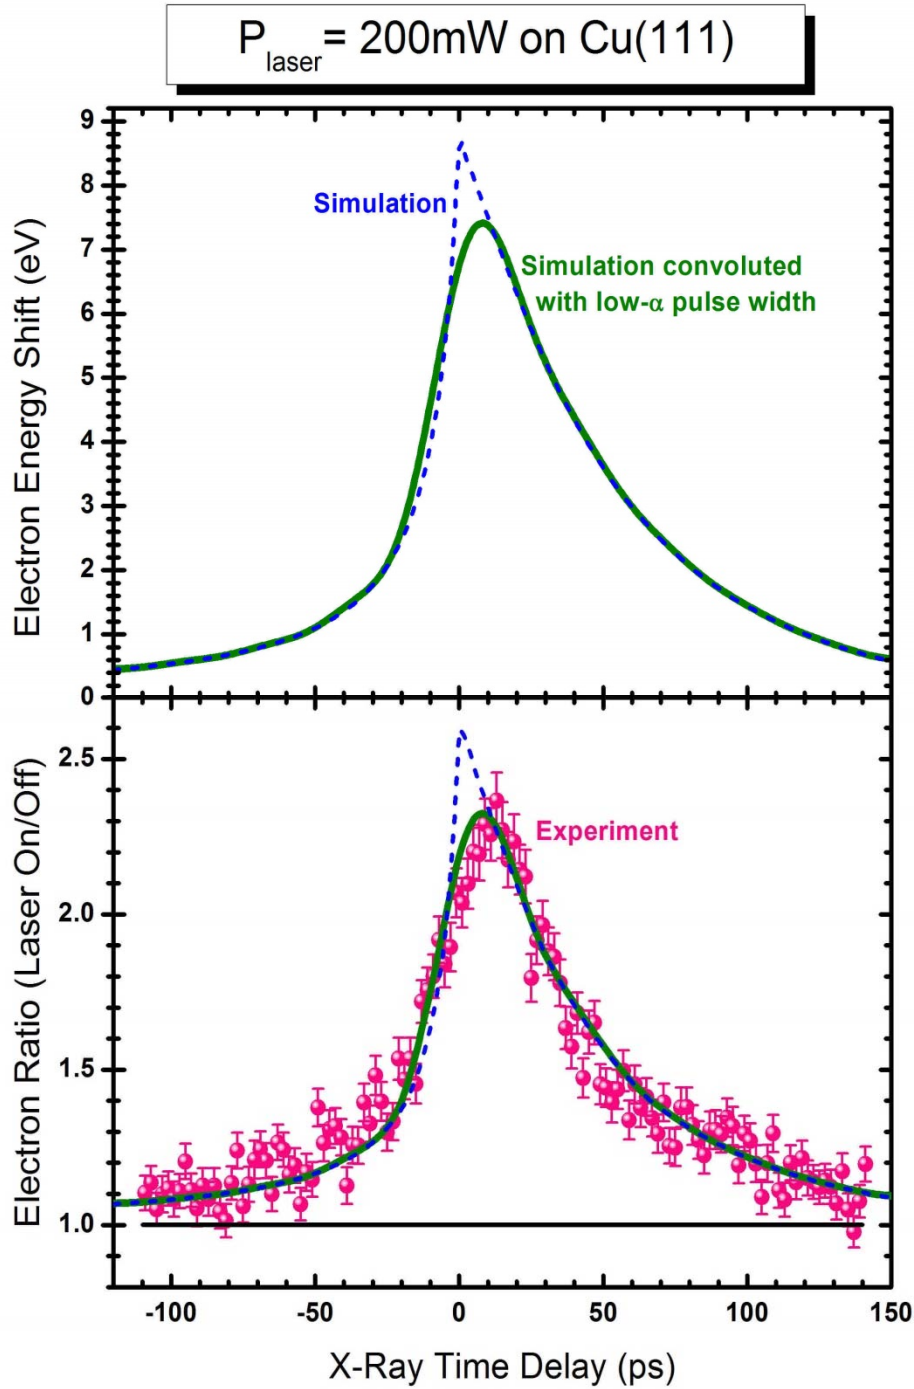 P_laser = 200mW on Cu(111)
9
8
7
6
5
4
3
2
1
0
Electron Energy Shift (eV)
Simulation
Simulation convoluted
with low-α pulse width
2.5
2.0
1.5
1.0
Electron Ratio (Laser On/Off)
Experiment
-100 -50 0 50 100 150
X-Ray Time Delay (ps)